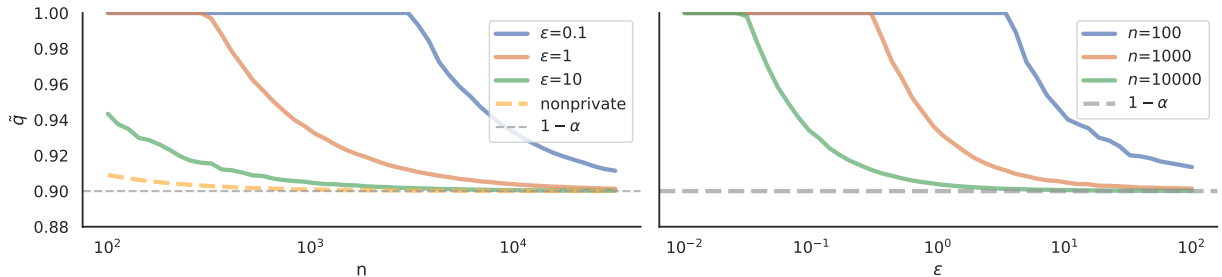 1.00
0.98
0.96
0.94
0.92
0.90
0.88
q̃
10² 10³ 10⁴
n
ε=0.1
ε=1
ε=10
nonprivate
1 − α
10⁻² 10⁻¹ 10⁰ 10¹ 10²
ε
n=100
n=1000
n=10000
1 − α